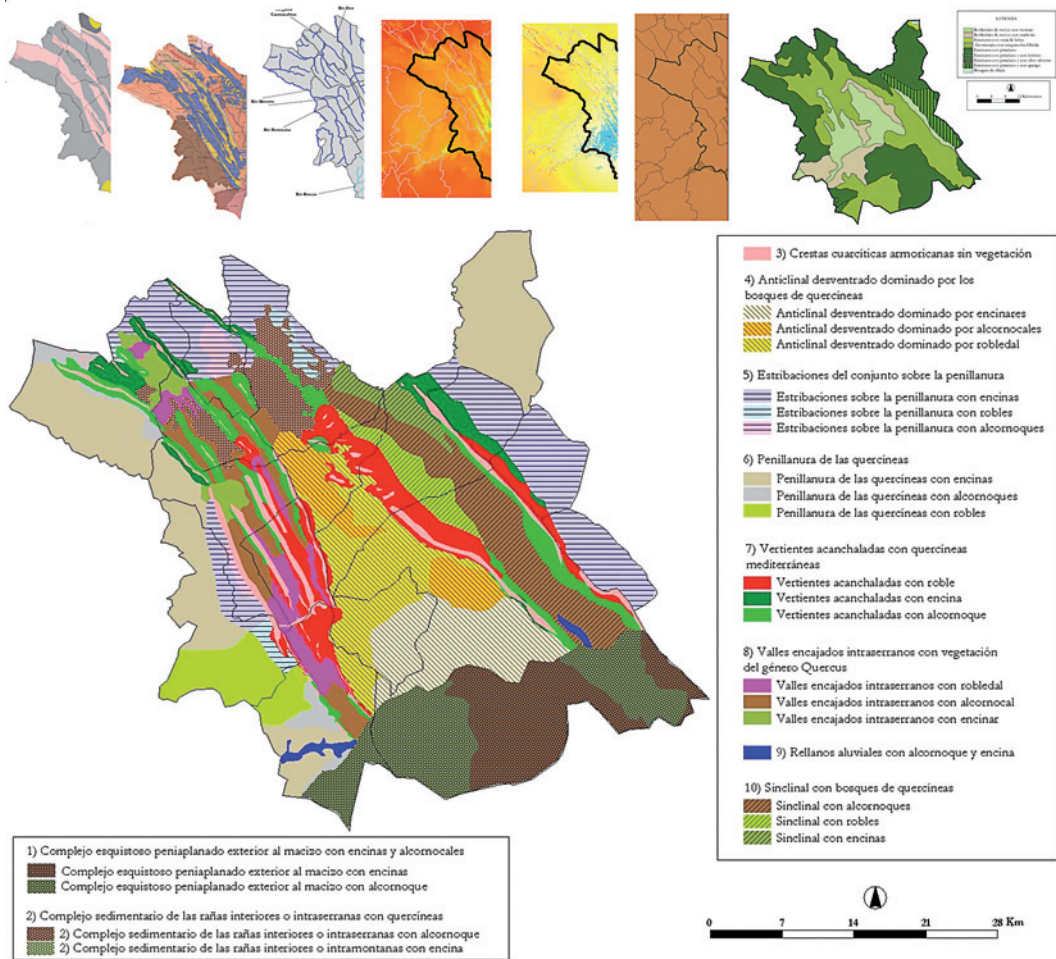 LEYENDA
3) Crestas cuarcíticas armoricanas sin vegetación
4) Anticlinal desventrado dominado por los
bosques de quercíneas
Anticlinal desventrado dominado por encinares
Anticlinal desventrado dominado por alcornocales
Anticlinal desventrado dominado por robledal
5) Estribaciones del conjunto sobre la penillanura
Estribaciones sobre la penillanura con encinas
Estribaciones sobre la penillanura con robles
Estribaciones sobre la penillanura con alcornoques
6) Penillanura de las quercíneas
Penillanura de las quercíneas con encinas
Penillanura de las quercíneas con alcornoques
Penillanura de las quercíneas con robles
7) Vertientes acanchaladas con quercíneas
mediterráneas
Vertientes acanchaladas con roble
Vertientes acanchaladas con encina
Vertientes acanchaladas con alcornoque
8) Valles encajados intraserranos con vegetación
del género Quercus
Valles encajados intraserranos con robledal
Valles encajados intraserranos con alcornocal
Valles encajados intraserranos con encinar
9) Rellanos aluviales con alcornoque y encina
10) Sinclinal con bosques de quercíneas
Sinclinal con alcornoques
Sinclinal con robles
Sinclinal con encinas
1) Complejo esquistoso peniaplanado exterior al macizo con encinas y alcornocales
Complejo esquistoso peniaplanado exterior al macizo con encinas
Complejo esquistoso peniaplanado exterior al macizo con alcornoque
2) Complejo sedimentario de las rañas interiores o intraserranas con quercíneas
2) Complejo sedimentario de las rañas interiores o intraserranas con alcornoque
2) Complejo sedimentario de las rañas interiores o intramontanas con encina
0 7 14 21 28 Km